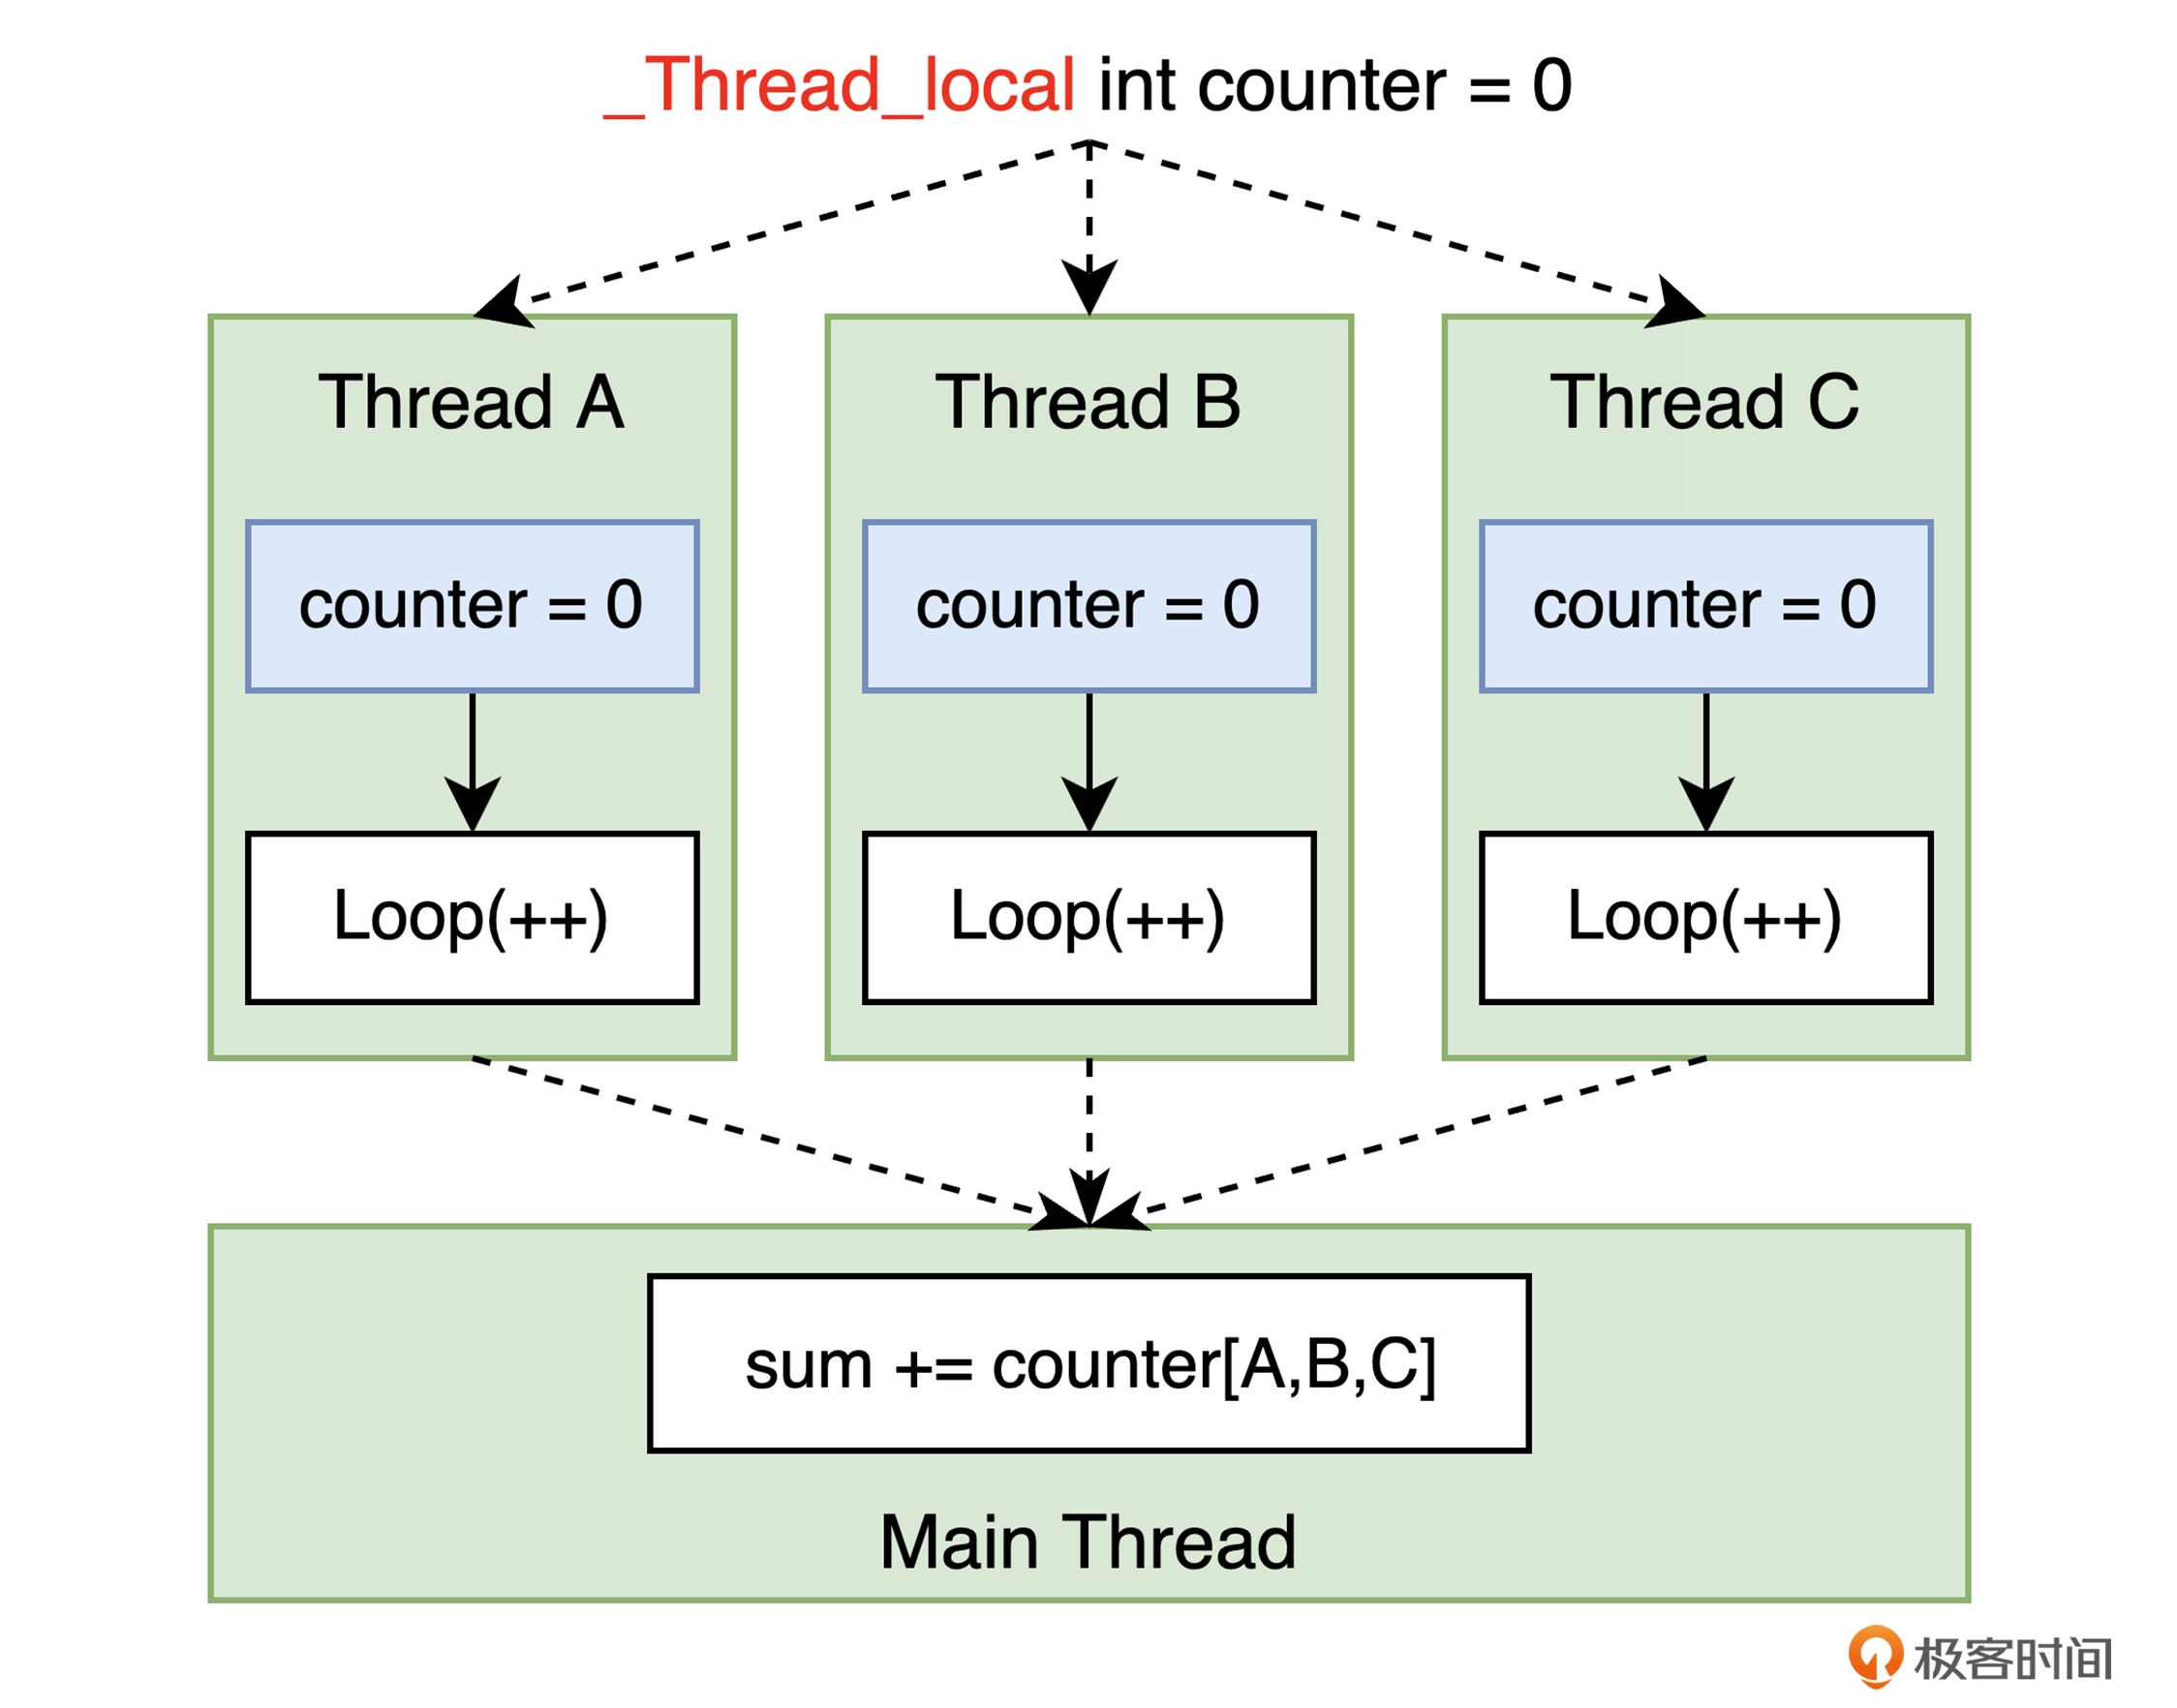 _Thread_local int counter = 0
Thread A
Thread B
Thread C
counter = 0
counter = 0
counter = 0
Loop(++)
Loop(++)
Loop(++)
sum += counter[A,B,C]
Main Thread
极客时间